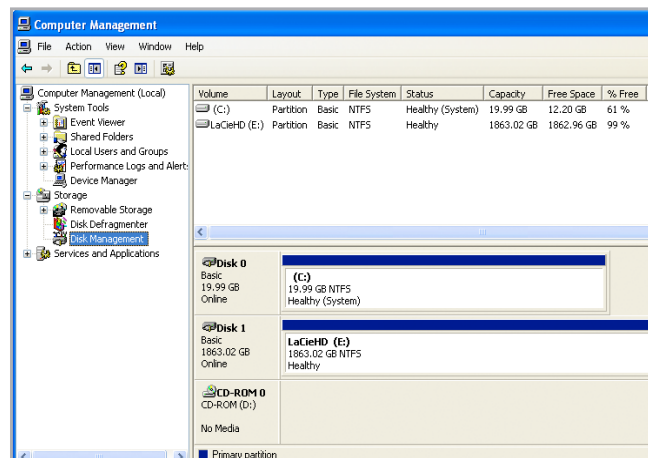 Computer Management
File Action View Window Help
Computer Management (Local)
System Tools
Event Viewer
Shared Folders
Local Users and Groups
Performance Logs and Alert
Device Manager
Storage
Removable Storage
Disk Defragmenter
Disk Management
Services and Applications
Volume Layout Type File System Status Capacity Free Space % Free
(C:) Partition Basic NTFS Healthy (System) 19.99 GB 12.20 GB 61 %
LaCieHD (E:) Partition Basic NTFS Healthy 1863.02 GB 1862.96 GB 99 %
Disk 0
Basic
19.99 GB
Online
(C:)
19.99 GB NTFS
Healthy (System)
Disk 1
Basic
1863.02 GB
Online
LaCieHD (E:)
1863.02 GB NTFS
Healthy
CD-ROM 0
CD-ROM (D:)
No Media
Primary partition